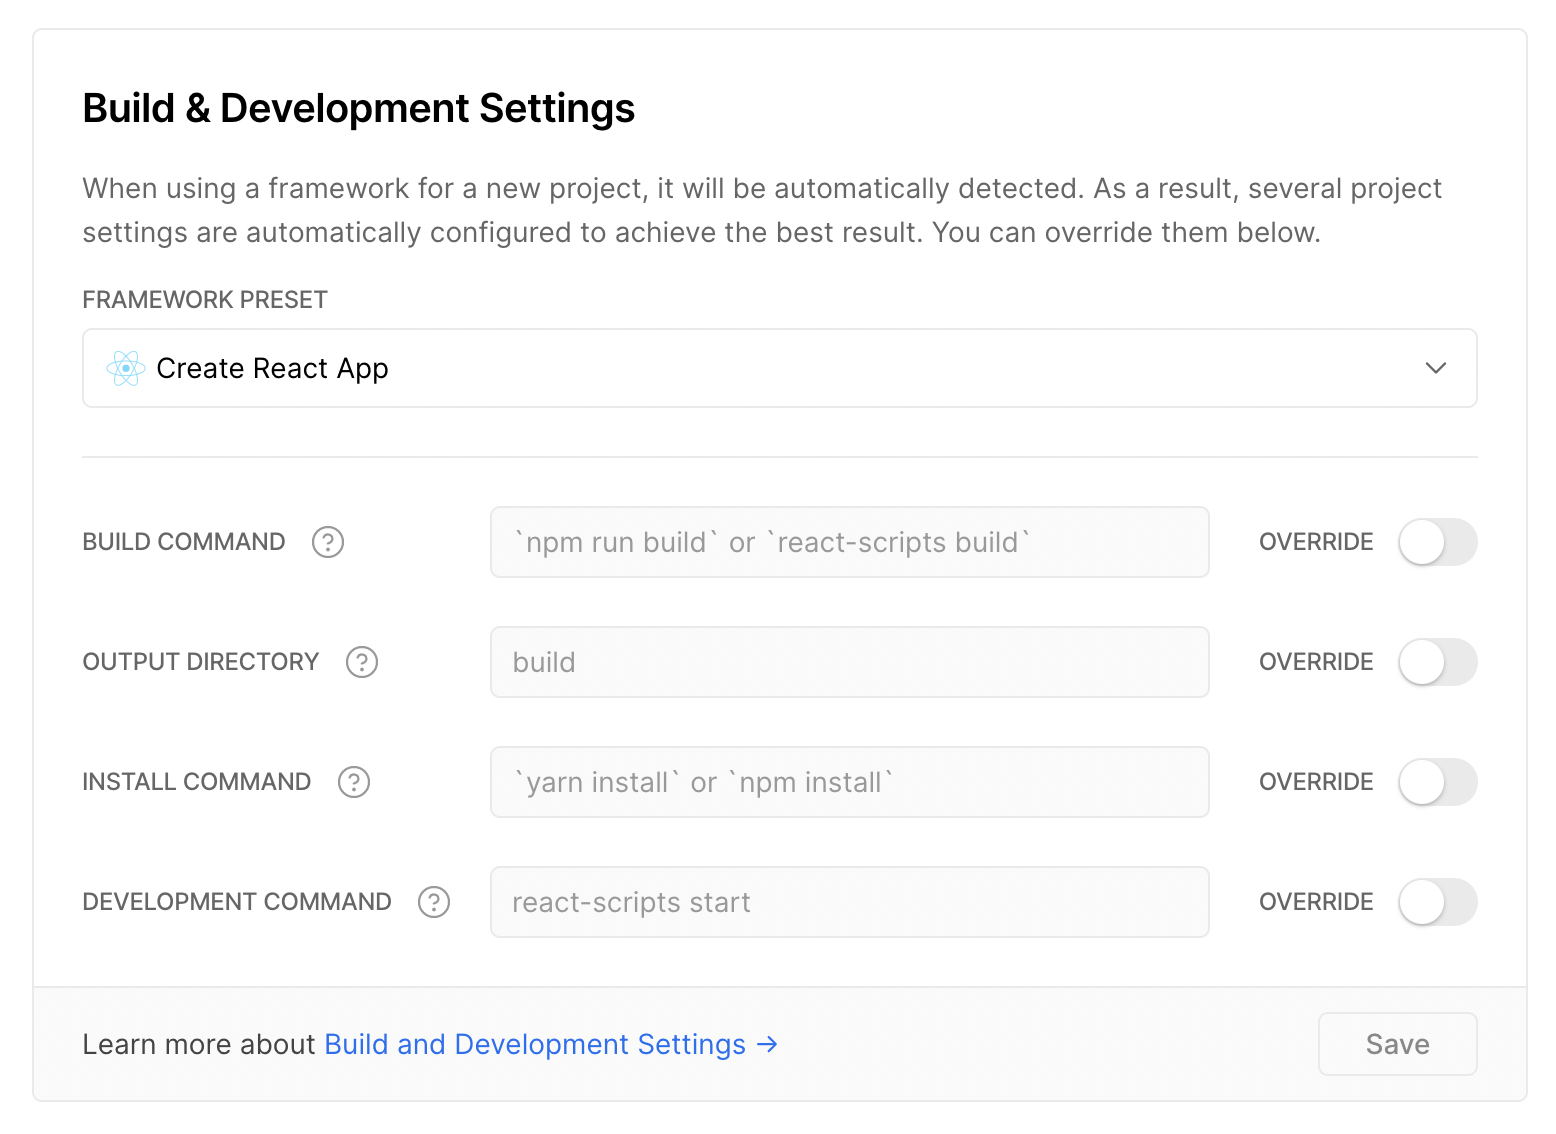 Build & Development Settings
When using a framework for a new project, it will be automatically detected. As a result, several project
settings are automatically configured to achieve the best result. You can override them below.
FRAMEWORK PRESET
Create React App
BUILD COMMAND ? `npm run build` or `react-scripts build` OVERRIDE
OUTPUT DIRECTORY ? build OVERRIDE
INSTALL COMMAND ? `yarn install` or `npm install` OVERRIDE
DEVELOPMENT COMMAND ? react-scripts start OVERRIDE
Learn more about Build and Development Settings → Save